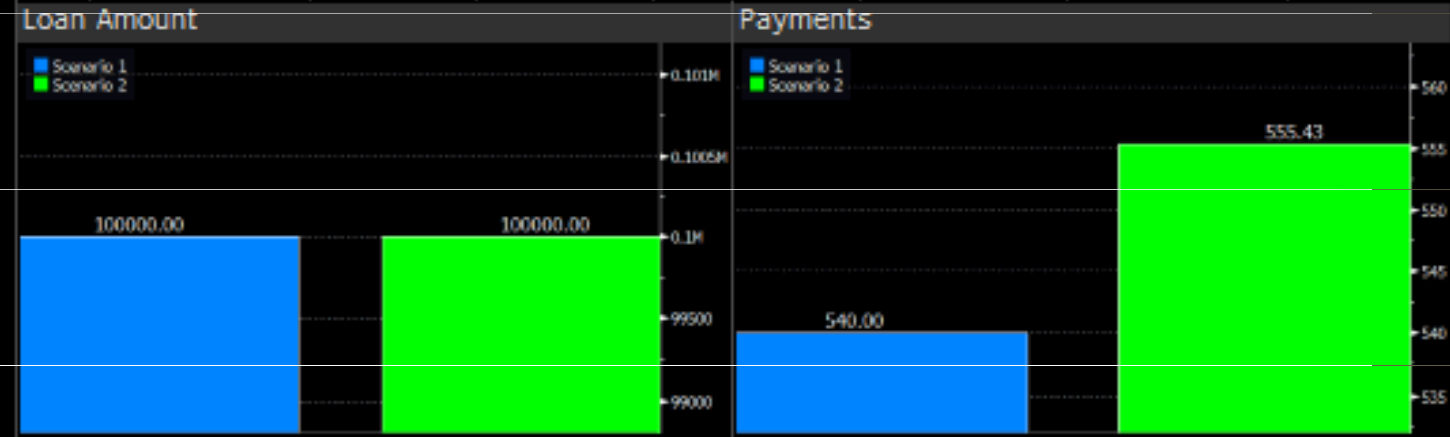 Loan Amount
Scenario 1
Scenario 2
0.101M
0.1005M
100000.00
100000.00
0.1M
99500
99000
Payments
Scenario 1
Scenario 2
560
555.43
555
550
545
540.00
540
535